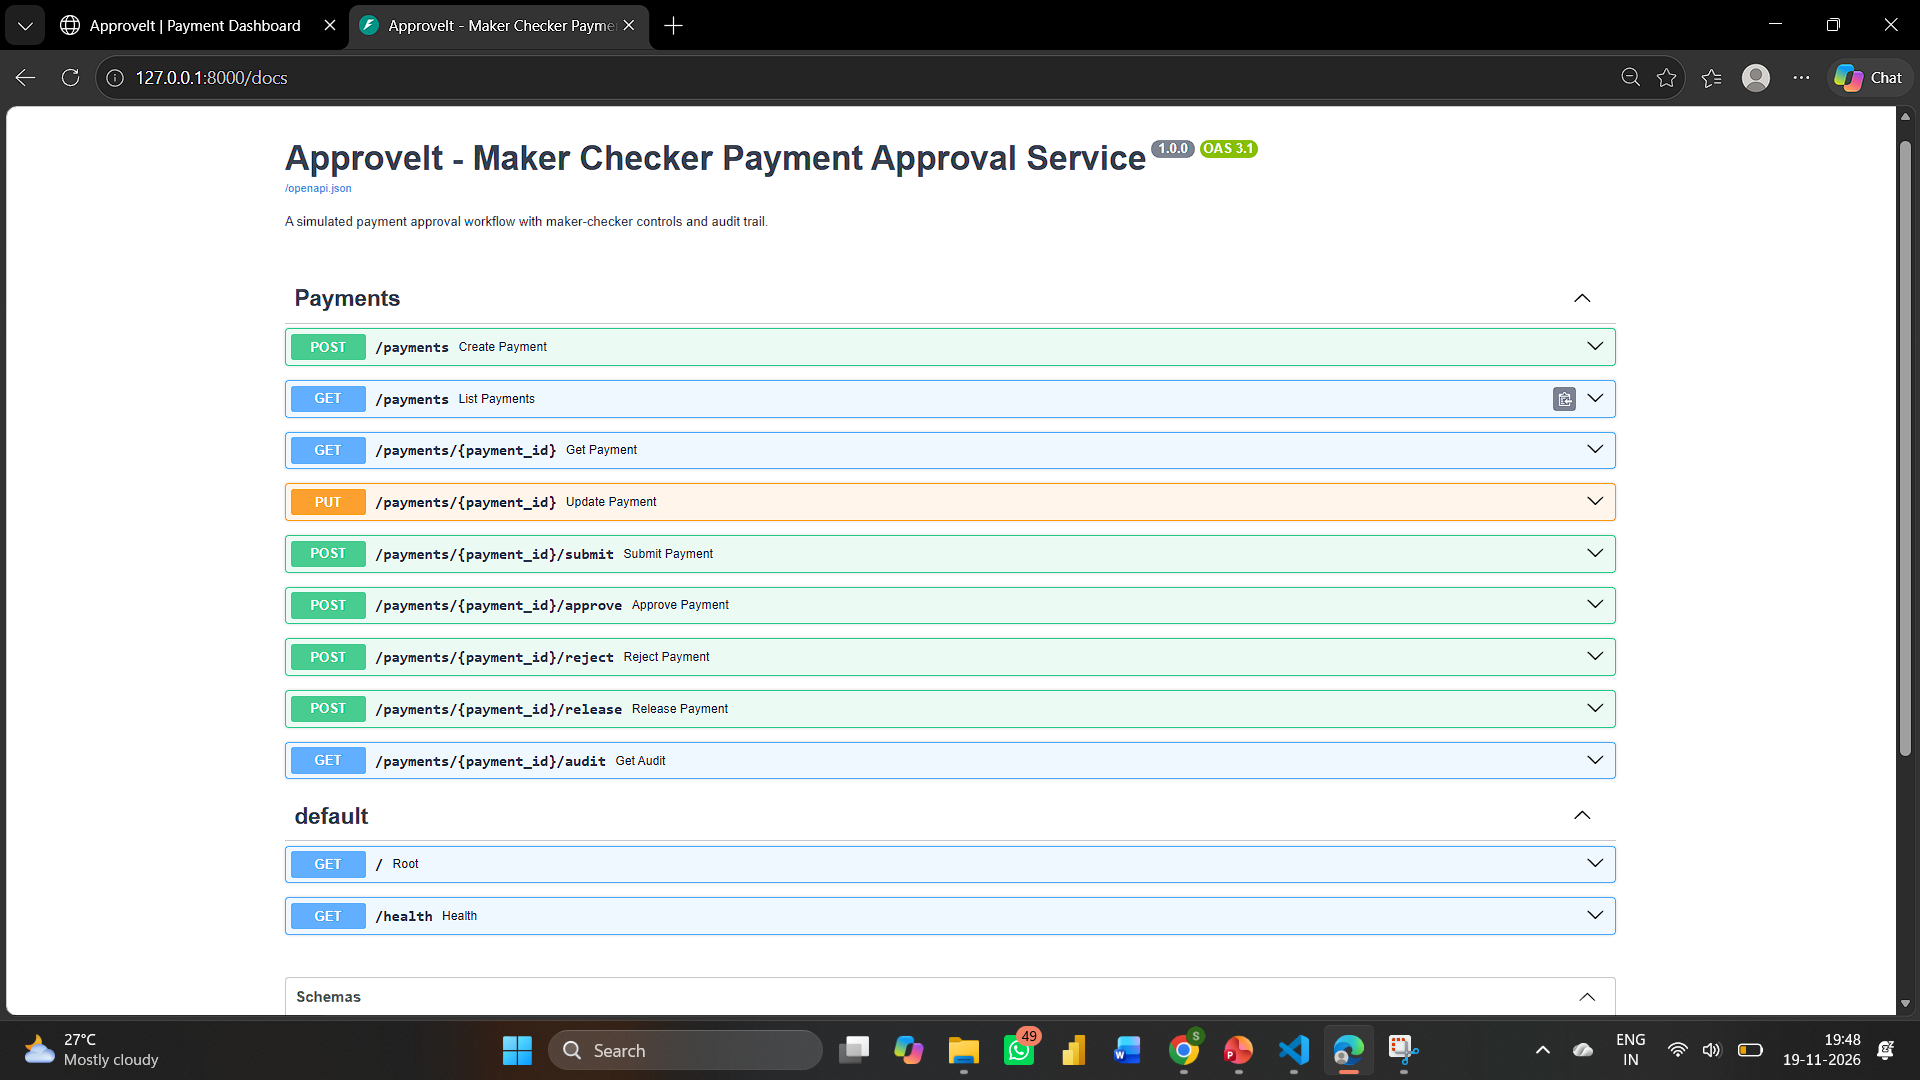 ApproveIt | Payment Dashboard
ApproveIt - Maker Checker Payme
127.0.0.1:8000/docs
Chat
ApproveIt - Maker Checker Payment Approval Service 1.0.0 OAS 3.1
/openapi.json
A simulated payment approval workflow with maker-checker controls and audit trail.
Payments
POST /payments Create Payment
GET /payments List Payments
GET /payments/{payment_id} Get Payment
PUT /payments/{payment_id} Update Payment
POST /payments/{payment_id}/submit Submit Payment
POST /payments/{payment_id}/approve Approve Payment
POST /payments/{payment_id}/reject Reject Payment
POST /payments/{payment_id}/release Release Payment
GET /payments/{payment_id}/audit Get Audit
default
GET / Root
GET /health Health
Schemas
27°C
Mostly cloudy
Search
49
W
S
P
ENG
IN
19:48
19-11-2026